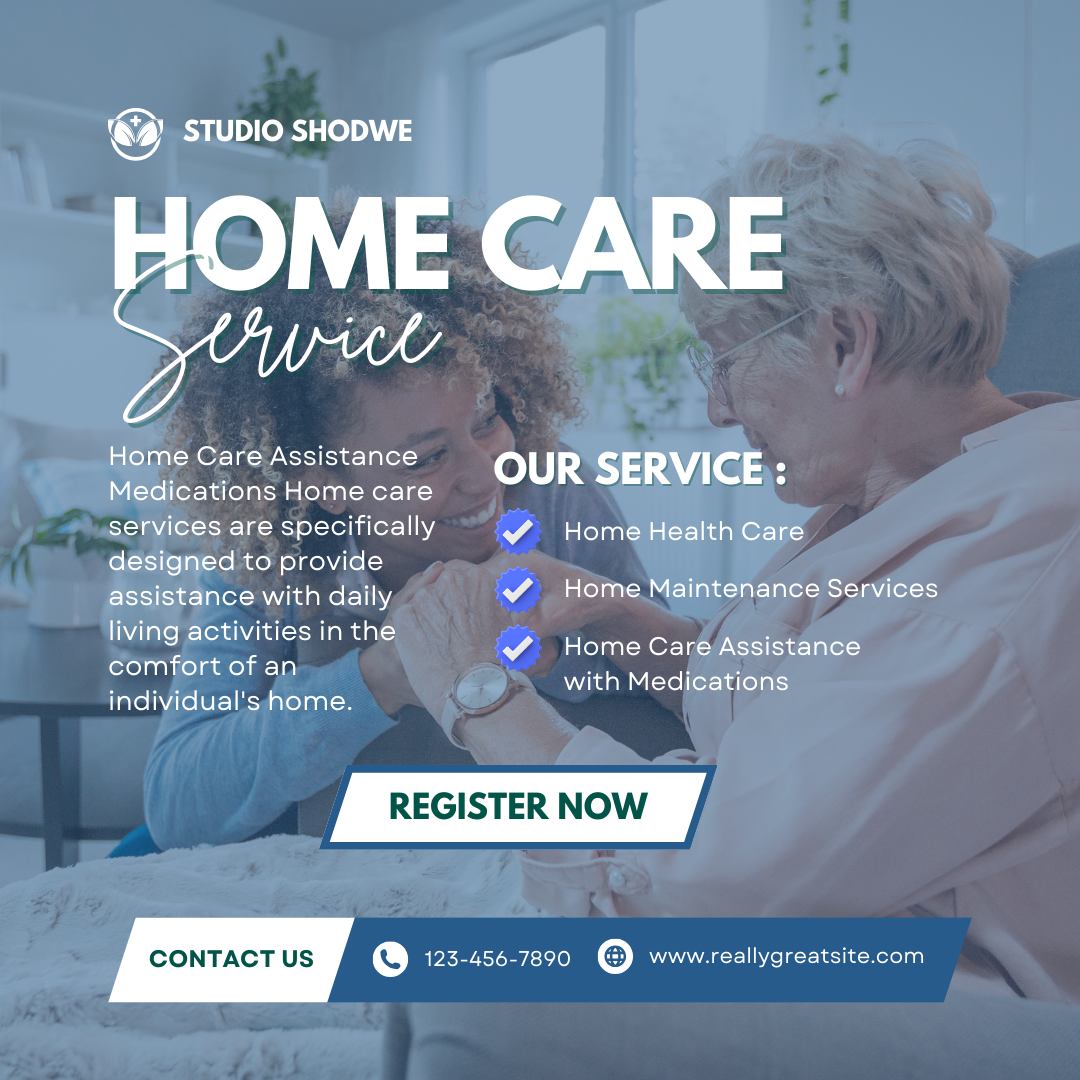 STUDIO SHODWE
HOME CARE
Service
Home Care Assistance
Medications Home care
services are specifically
designed to provide
assistance with daily
living activities in the
comfort of an
individual's home.
OUR SERVICE :
Home Health Care
Home Maintenance Services
Home Care Assistance
with Medications
REGISTER NOW
CONTACT US
123-456-7890
www.reallygreatsite.com